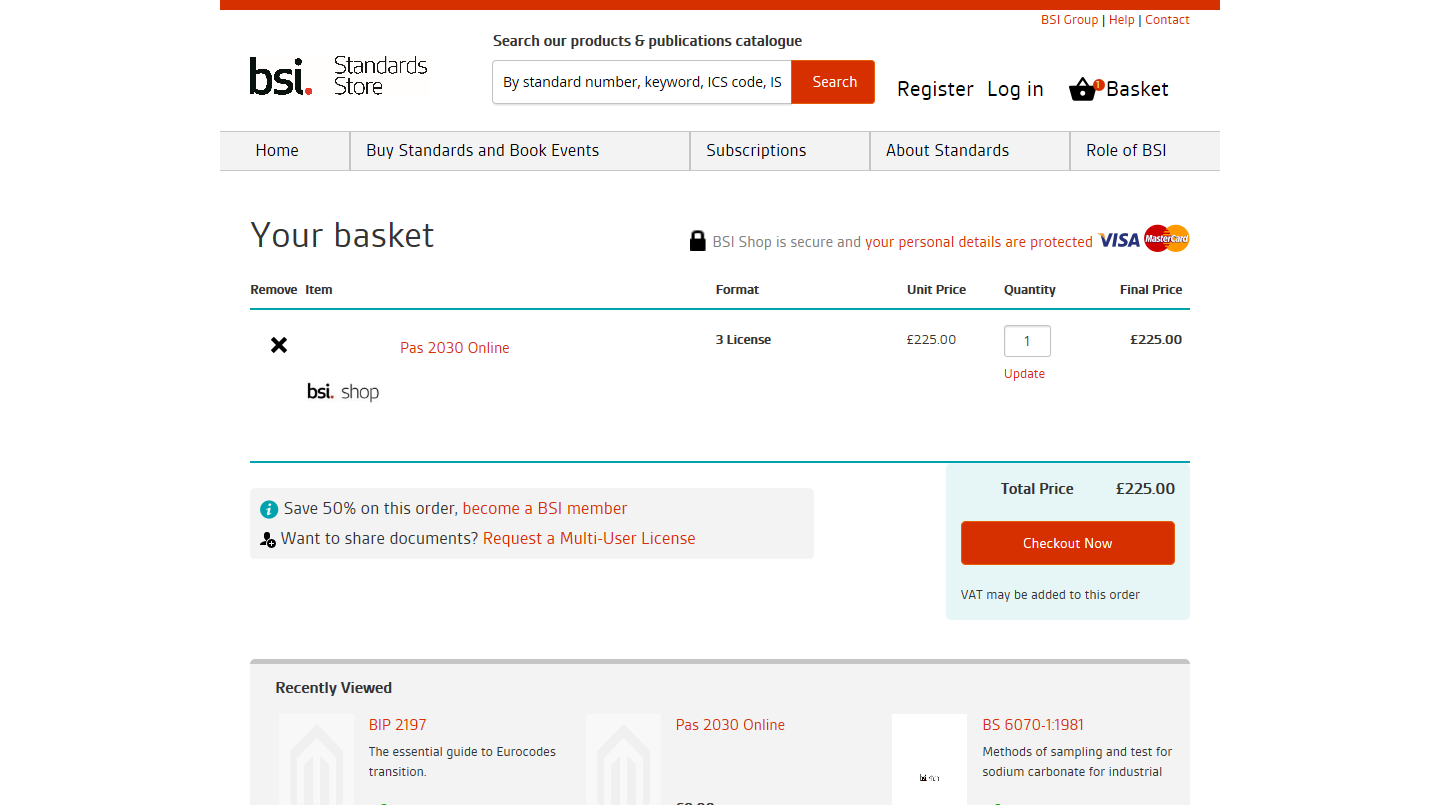 BSI Group | Help | Contact
Search our products & publications catalogue
bsi. Standards Store
By standard number, keyword, ICS code, IS
Search
Register Log in 1 Basket
Home Buy Standards and Book Events Subscriptions About Standards Role of BSI
Your basket
BSI Shop is secure and your personal details are protected VISA MasterCard
Remove Item Format Unit Price Quantity Final Price
Pas 2030 Online 3 License £225.00 1 £225.00
Update
bsi. shop
Total Price £225.00
Save 50% on this order, become a BSI member
Want to share documents? Request a Multi-User License
Checkout Now
VAT may be added to this order
Recently Viewed
BIP 2197
The essential guide to Eurocodes
transition.
Pas 2030 Online
BS 6070-1:1981
Methods of sampling and test for
sodium carbonate for industrial